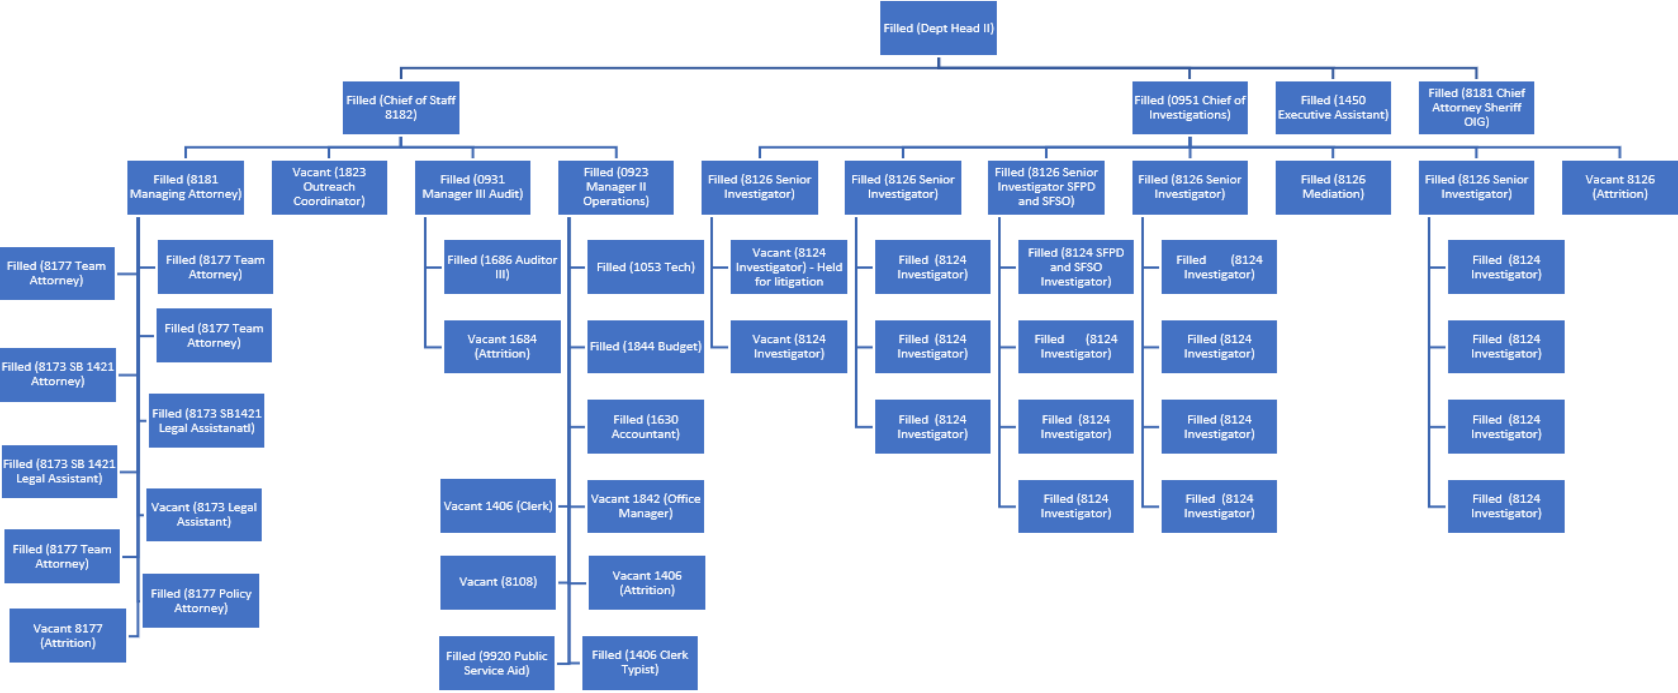 Filled (Dept Head II)
Filled (Chief of Staff
8182)
Filled (0951 Chief of
Investigations)
Filled (1450
Executive Assistant)
Filled (8181 Chief
Attorney Sheriff
OIG)
Filled (8181
Managing Attorney)
Vacant (1823
Outreach
Coordinator)
Filled (0931
Manager III Audit)
Filled (0923
Manager II
Operations)
Filled (8126 Senior
Investigator)
Filled (8126 Senior
Investigator)
Filled (8126 Senior
Investigator SFPD
and SFSO)
Filled (8126 Senior
Investigator)
Filled (8126
Mediation)
Filled (8126 Senior
Investigator)
Vacant 8126
(Attrition)
Filled (8177 Team
Attorney)
Filled (8177 Team
Attorney)
Filled (8177 Team
Attorney)
Filled (8173 SB 1421
Attorney)
Filled (8173 SB1421
Legal Assistanatl)
Filled (8173 SB 1421
Legal Assistant)
Vacant (8173 Legal
Assistant)
Filled (8177 Team
Attorney)
Filled (8177 Policy
Attorney)
Vacant 8177
(Attrition)
Filled (1686 Auditor
III)
Vacant 1684
(Attrition)
Filled (1053 Tech)
Filled (1844 Budget)
Filled (1630
Accountant)
Vacant 1406 (Clerk)
Vacant 1842 (Office
Manager)
Vacant (8108)
Vacant 1406
(Attrition)
Filled (9920 Public
Service Aid)
Filled (1406 Clerk
Typist)
Vacant (8124
Investigator) - Held
for litigation
Vacant (8124
Investigator)
Filled (8124
Investigator)
Filled (8124
Investigator)
Filled (8124
Investigator)
Filled (8124 SFPD
and SFSO
Investigator)
Filled (8124
Investigator)
Filled (8124
Investigator)
Filled (8124
Investigator)
Filled (8124
Investigator)
Filled (8124
Investigator)
Filled (8124
Investigator)
Filled (8124
Investigator)
Filled (8124
Investigator)
Filled (8124
Investigator)
Filled (8124
Investigator)
Filled (8124
Investigator)